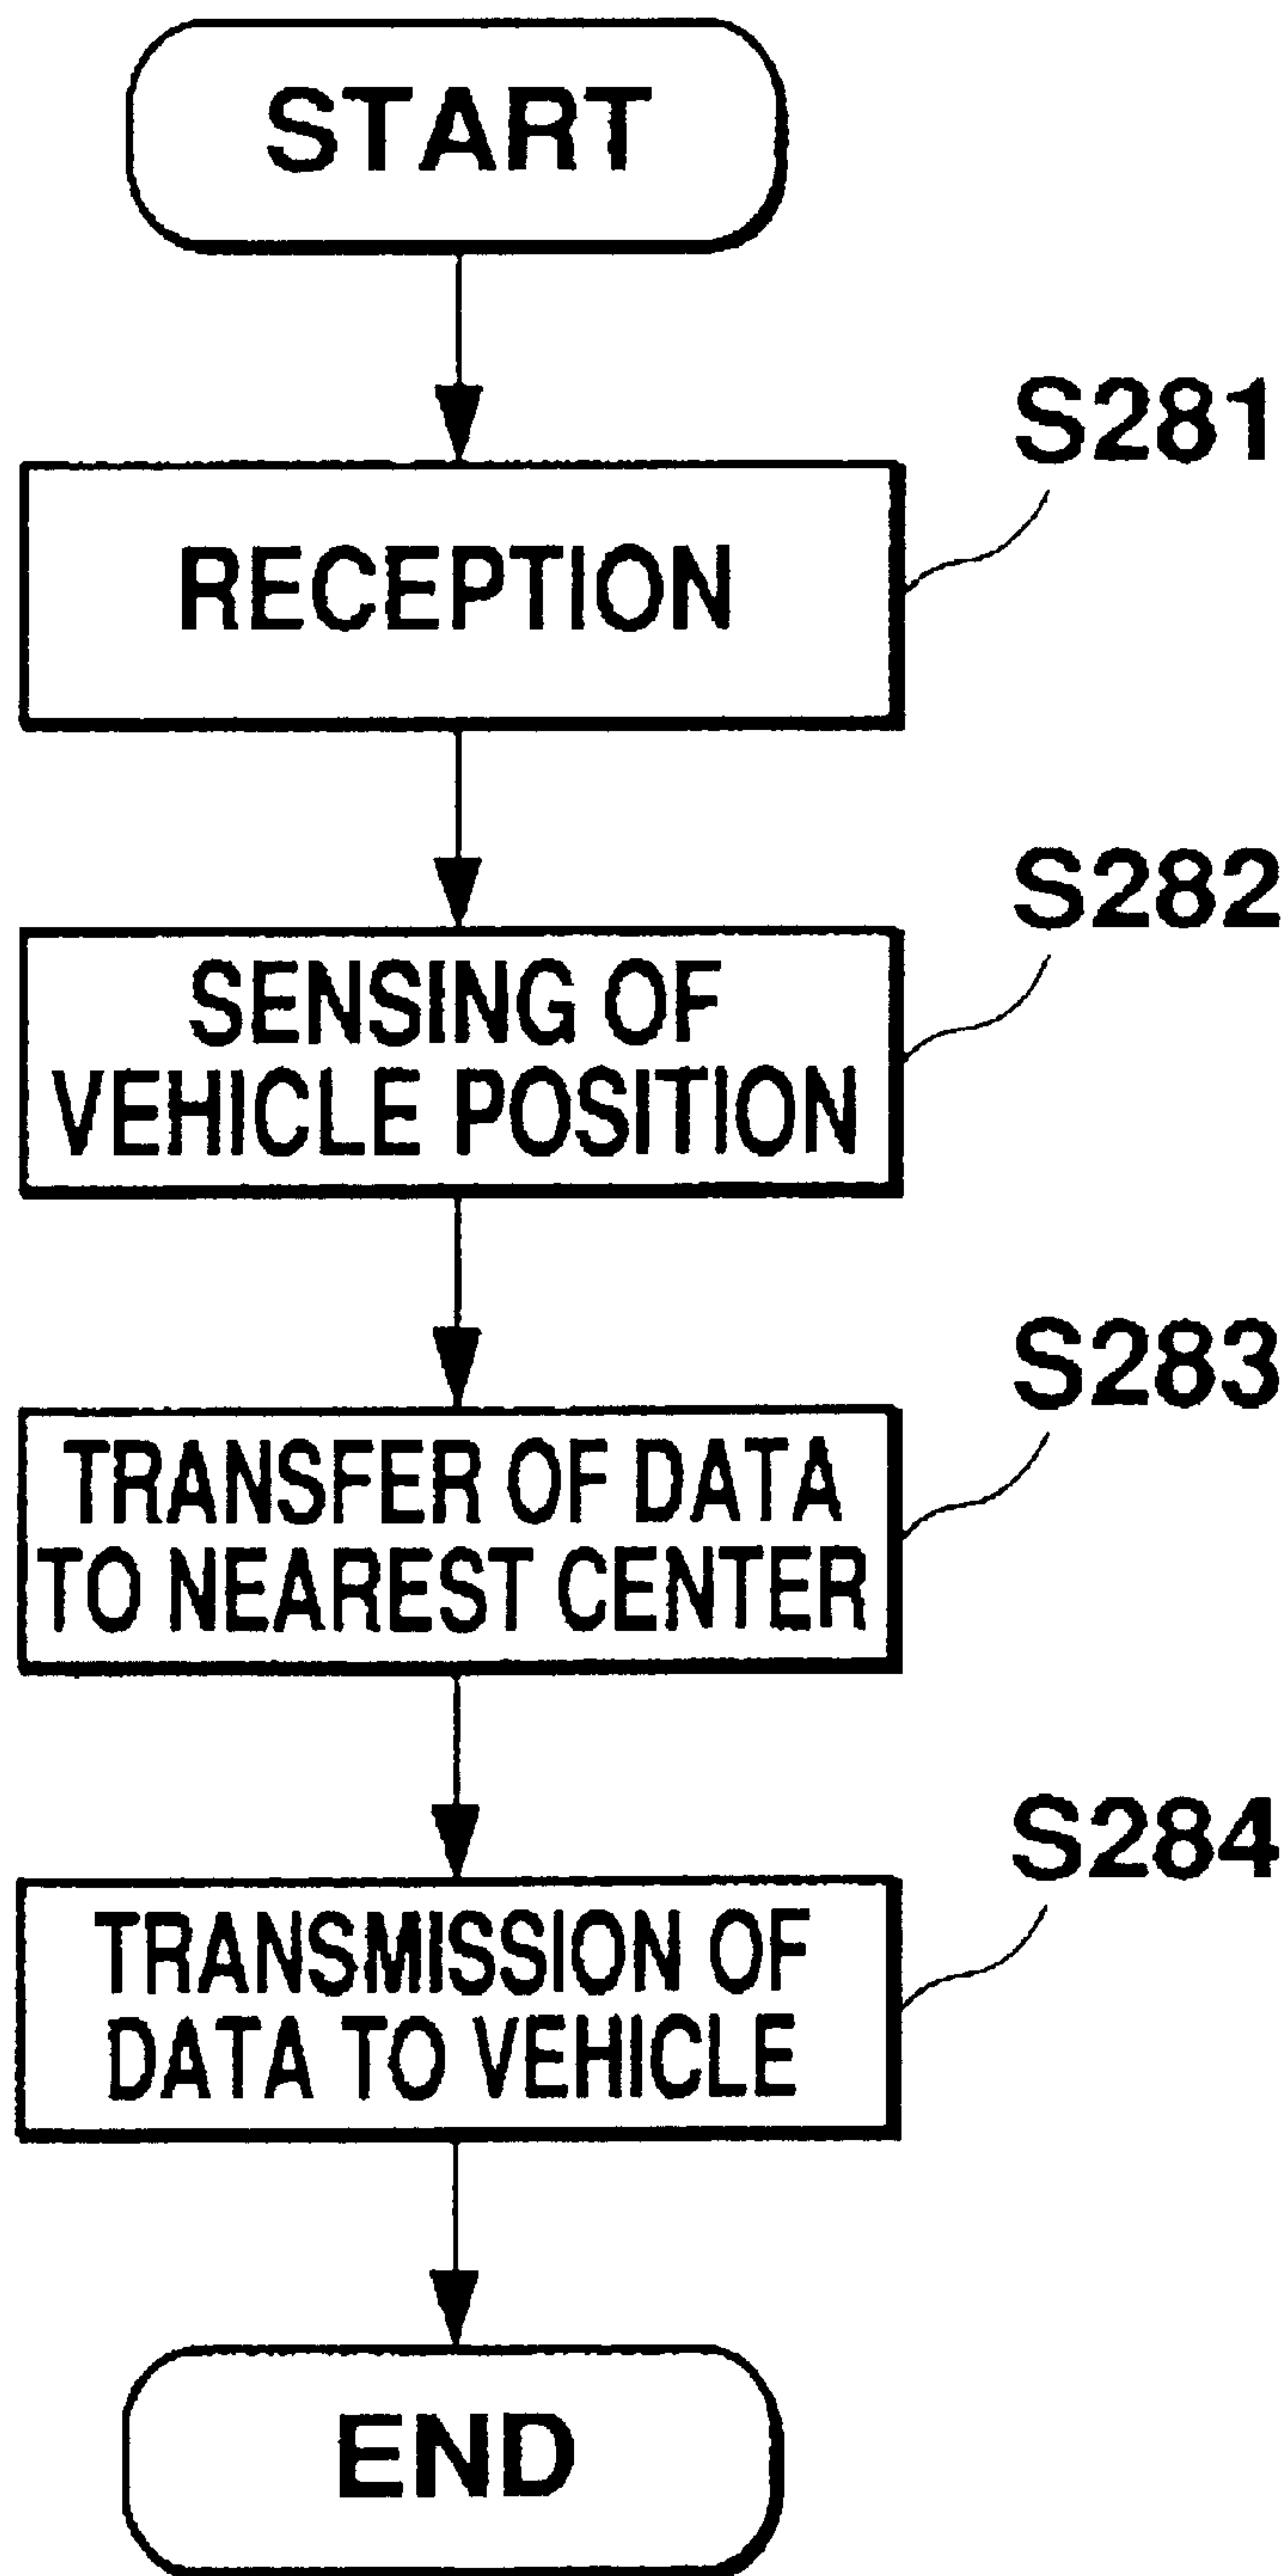 START
S281
RECEPTION
S282
SENSING OF
VEHICLE POSITION
S283
TRANSFER OF DATA
TO NEAREST CENTER
S284
TRANSMISSION OF
DATA TO VEHICLE
END